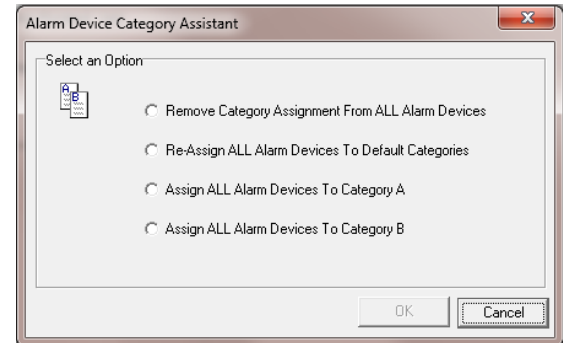 Alarm Device Category Assistant
Select an Option
A
B
Remove Category Assignment From ALL Alarm Devices
Re-Assign ALL Alarm Devices To Default Categories
Assign ALL Alarm Devices To Category A
Assign ALL Alarm Devices To Category B
OK
Cancel